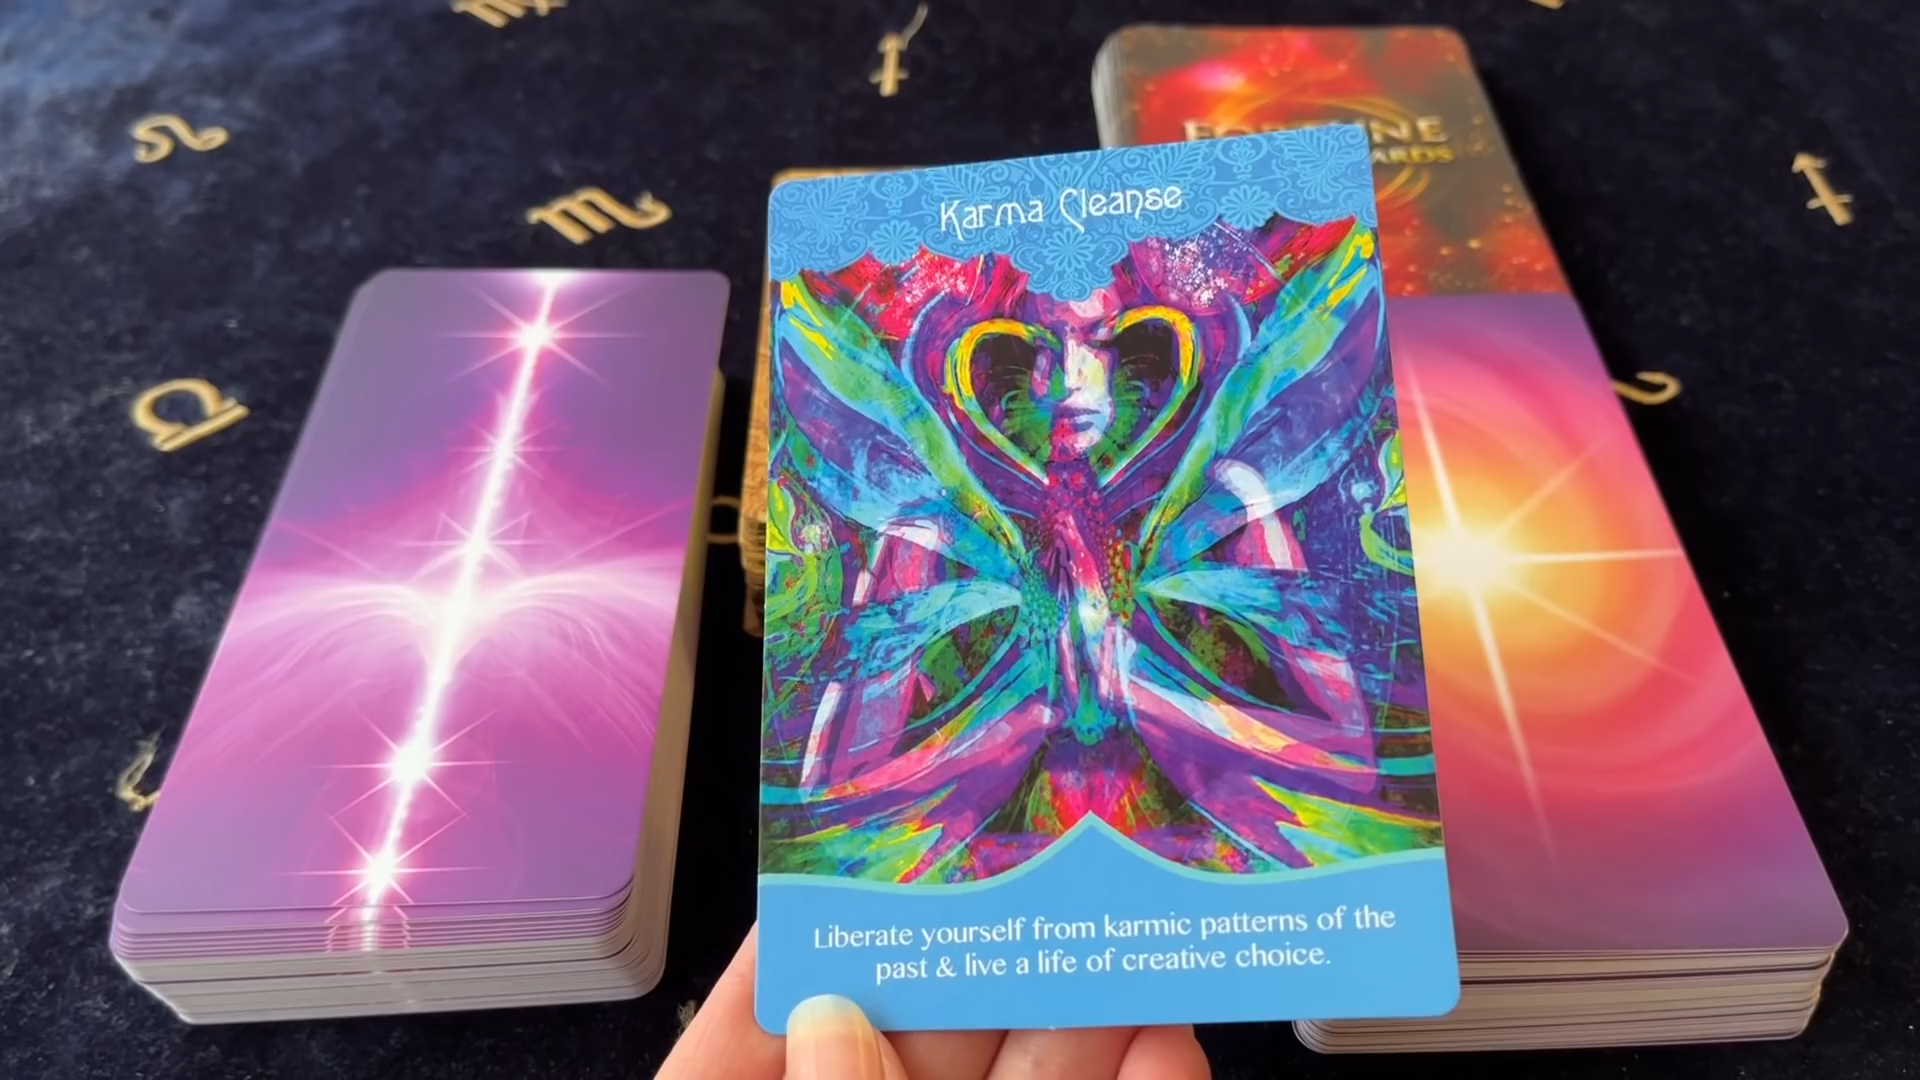 Karma Cleanse
Liberate yourself from karmic patterns of the
past & live a life of creative choice.